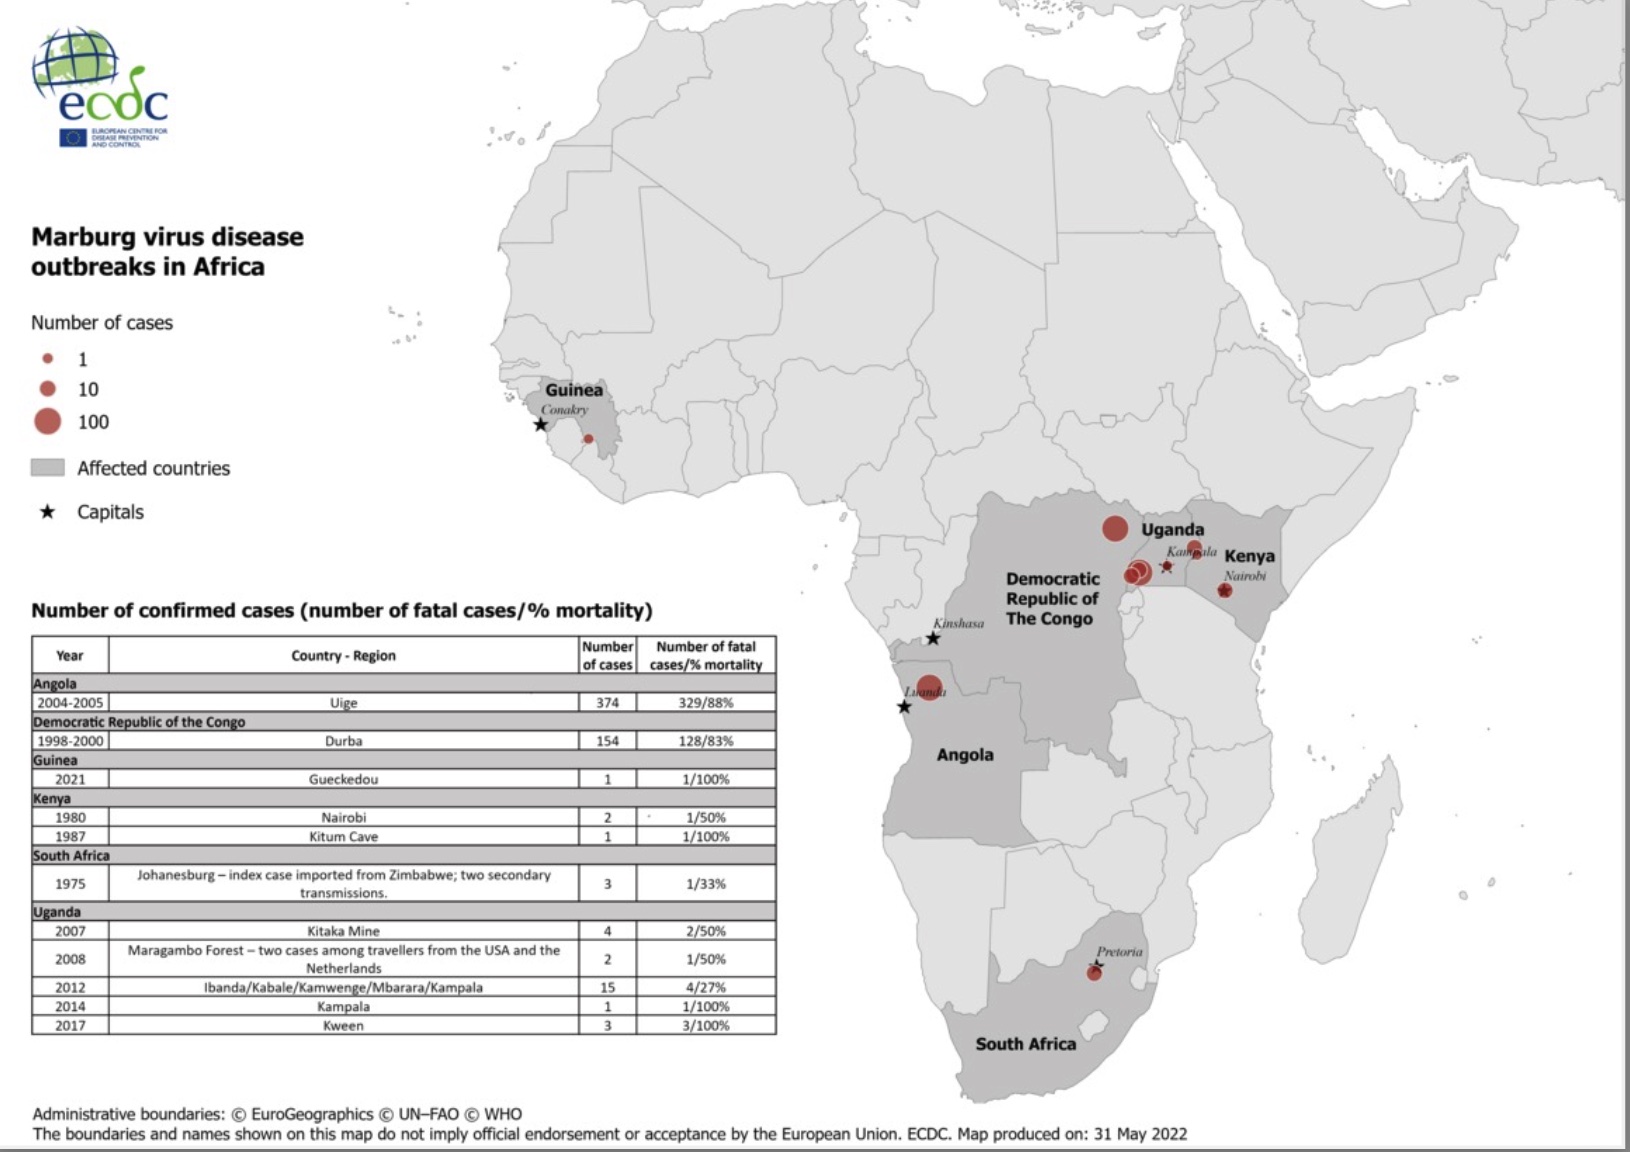 ecdc
EUROPEAN CENTRE FOR
DISEASE PREVENTION
AND CONTROL
Marburg virus disease
outbreaks in Africa
Number of cases
1
10
100
Affected countries
Capitals
Guinea
Conakry
Uganda
Kampala
Kenya
Nairobi
Democratic
Republic of
The Congo
Kinshasa
Luanda
Angola
Pretoria
South Africa
Number of confirmed cases (number of fatal cases/% mortality)
Year Country - Region Number of cases Number of fatal cases/% mortality
Angola
2004-2005 Uige 374 329/88%
Democratic Republic of the Congo
1998-2000 Durba 154 128/83%
Guinea
2021 Gueckedou 1 1/100%
Kenya
1980 Nairobi 2 1/50%
1987 Kitum Cave 1 1/100%
South Africa
1975 Johanesburg – index case imported from Zimbabwe; two secondary transmissions. 3 1/33%
Uganda
2007 Kitaka Mine 4 2/50%
2008 Maragambo Forest – two cases among travellers from the USA and the Netherlands 2 1/50%
2012 Ibanda/Kabale/Kamwenge/Mbarara/Kampala 15 4/27%
2014 Kampala 1 1/100%
2017 Kween 3 3/100%
Administrative boundaries: © EuroGeographics © UN–FAO © WHO
The boundaries and names shown on this map do not imply official endorsement or acceptance by the European Union. ECDC. Map produced on: 31 May 2022